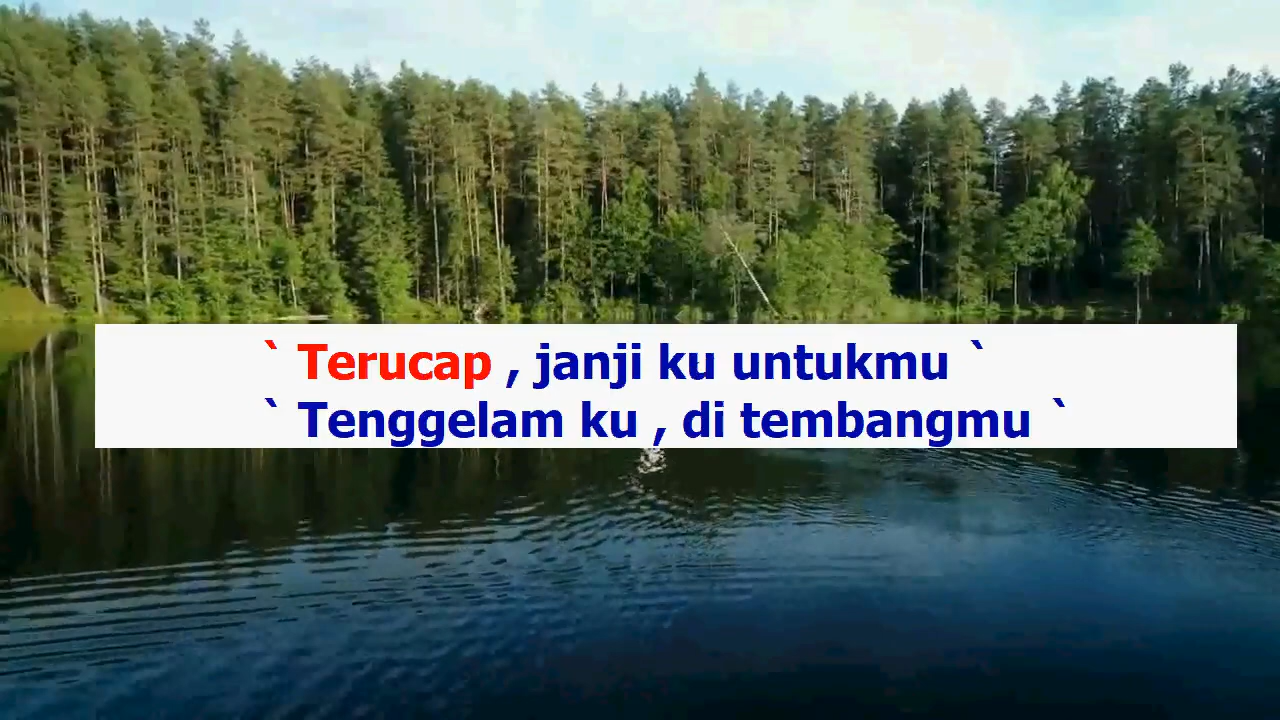 ` Terucap , janji ku untukmu `
` Tenggelam ku , di tembangmu `